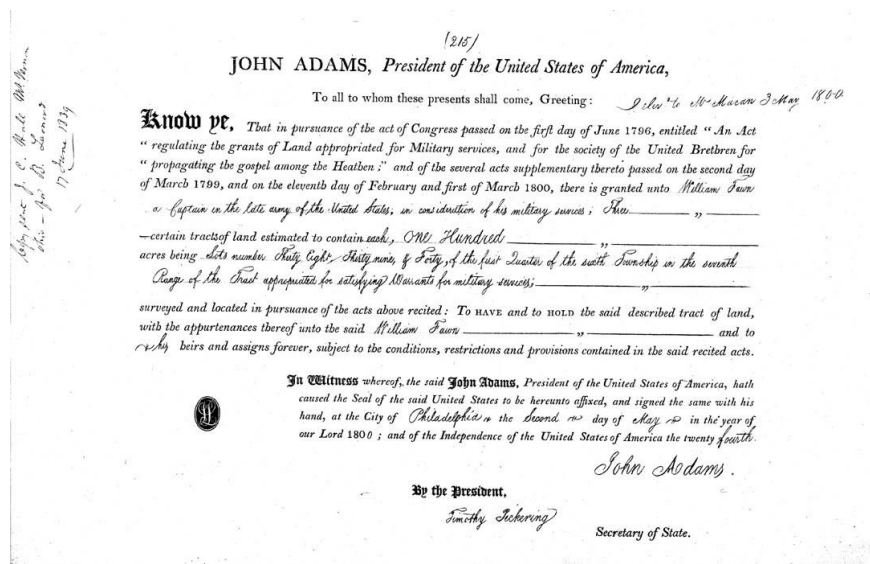 (215)
JOHN ADAMS, President of the United States of America,
To all to whom these presents shall come, Greeting:
3 May 1800
Know ye, That in pursuance of the act of Congress passed on the first day of June 1796, entitled "An Act
"regulating the grants of Land appropriated for Military services, and for the society of the United Brethren for
"propagating the gospel among the Heathen:" and of the several acts supplementary thereto passed on the second day
of March 1799, and on the eleventh day of February and first of March 1800, there is granted unto William Fawn
a Captain in the late army of the United States, in consideration of his military services; Three „
certain tracts of land estimated to contain each, One Hundred „
acres being Lots number Thirty Eight, Thirty nine, & Forty, of the first Quarter of the sixth Township in the seventh
Range of the Tract appropriated for satisfying Warrants for military services; „
surveyed and located in pursuance of the acts above recited: To HAVE and to HOLD the said described tract of land,
with the appurtenances thereof unto the said William Fawn „ and to
his heirs and assigns forever, subject to the conditions, restrictions and provisions contained in the said recited acts.
In Witness whereof, the said John Adams, President of the United States of America, hath
caused the Seal of the said United States to be hereunto affixed, and signed the same with his
hand, at the City of Philadelphia the Second day of May in the year of
our Lord 1800; and of the Independence of the United States of America the twenty fourth.
John Adams.
By the President,
Timothy Pickering
Secretary of State.
Copy sent J. C.
17 June 1839